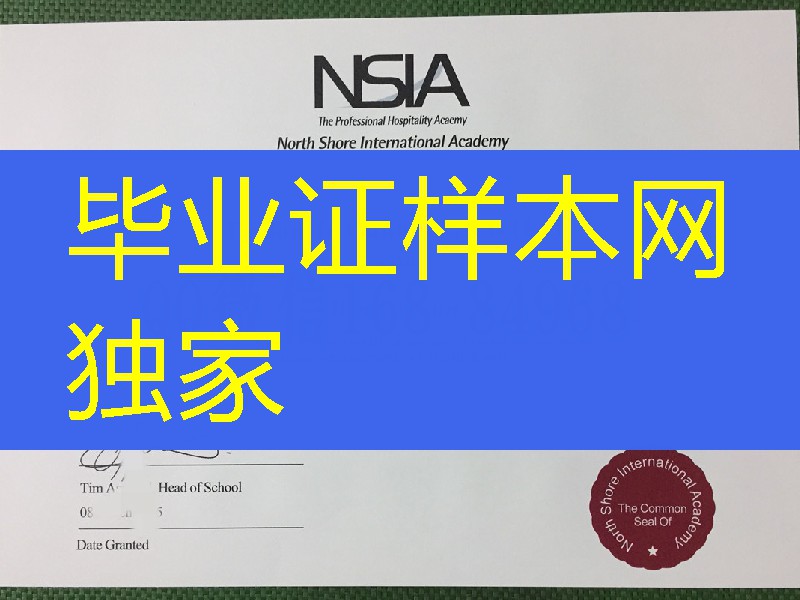 NSIA
The Professional Hospitality Acaemy
North Shore International Academy
毕业证样本网
独家
Head of School
Date Granted
North Shore International Academy
The Common
Seal Of